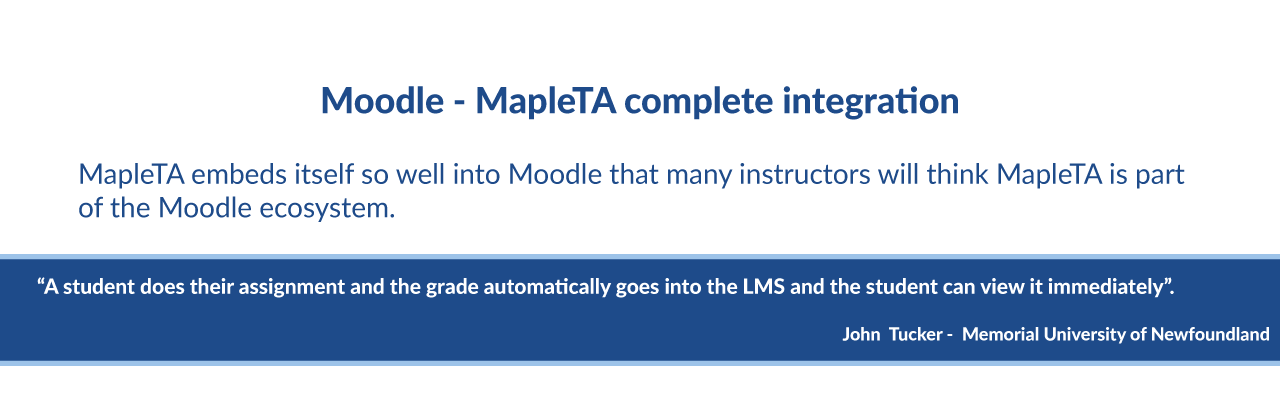 Moodle - MapleTA complete integration
MapleTA embeds itself so well into Moodle that many instructors will think MapleTA is part
of the Moodle ecosystem.
“A student does their assignment and the grade automatically goes into the LMS and the student can view it immediately”.
John  Tucker -  Memorial University of Newfoundland